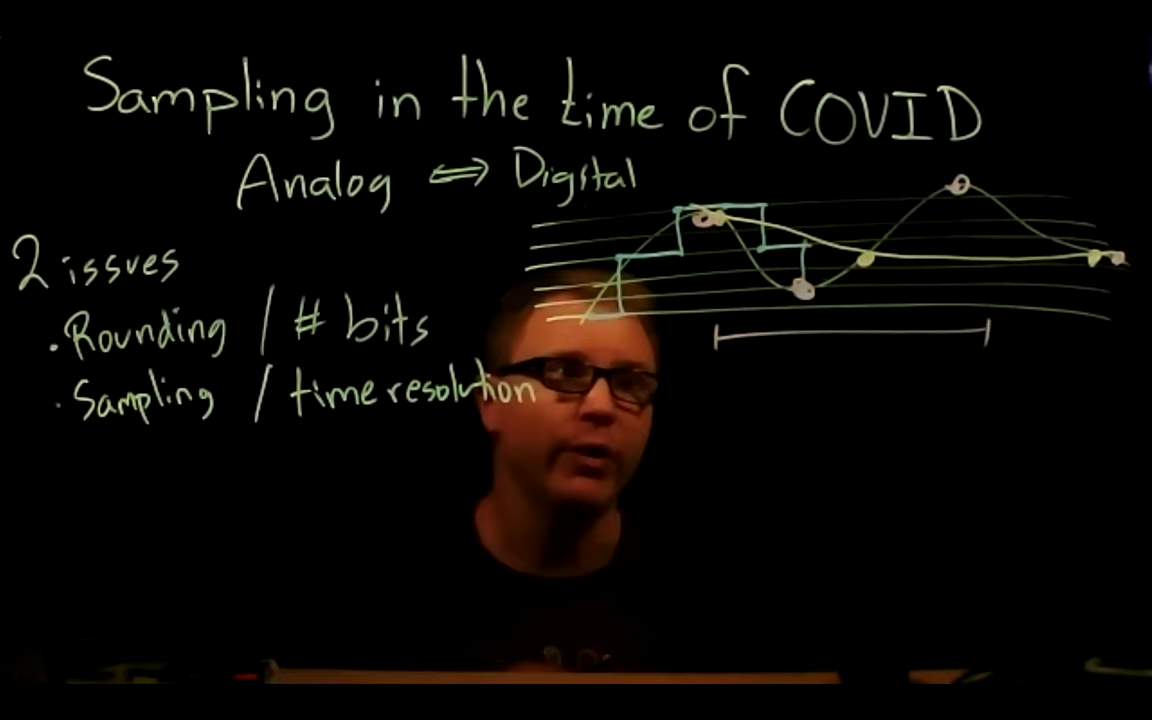 Sampling in the time of COVID
Analog ⇔ Digital
2 issues
· Rounding / # bits
· Sampling / time resolution